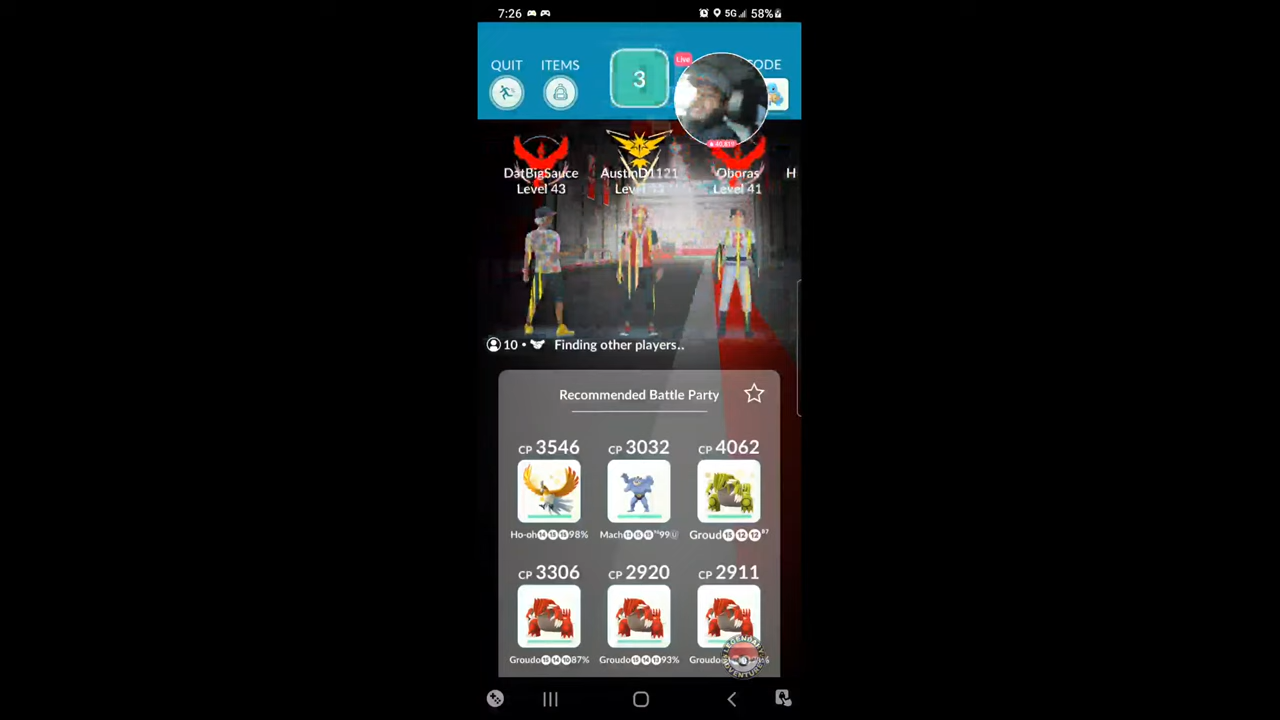 7:26
5G 58%
QUIT ITEMS
3
Live
DatBigSauce AustinD1121 Oboras H
Level 43 Level 41
10 • Finding other players..
Recommended Battle Party
CP 3546 CP 3032 CP 4062
Ho-oh 98% Mach 99 Groud
CP 3306 CP 2920 CP 2911
Groudo 87% Groudo 93% Groudo